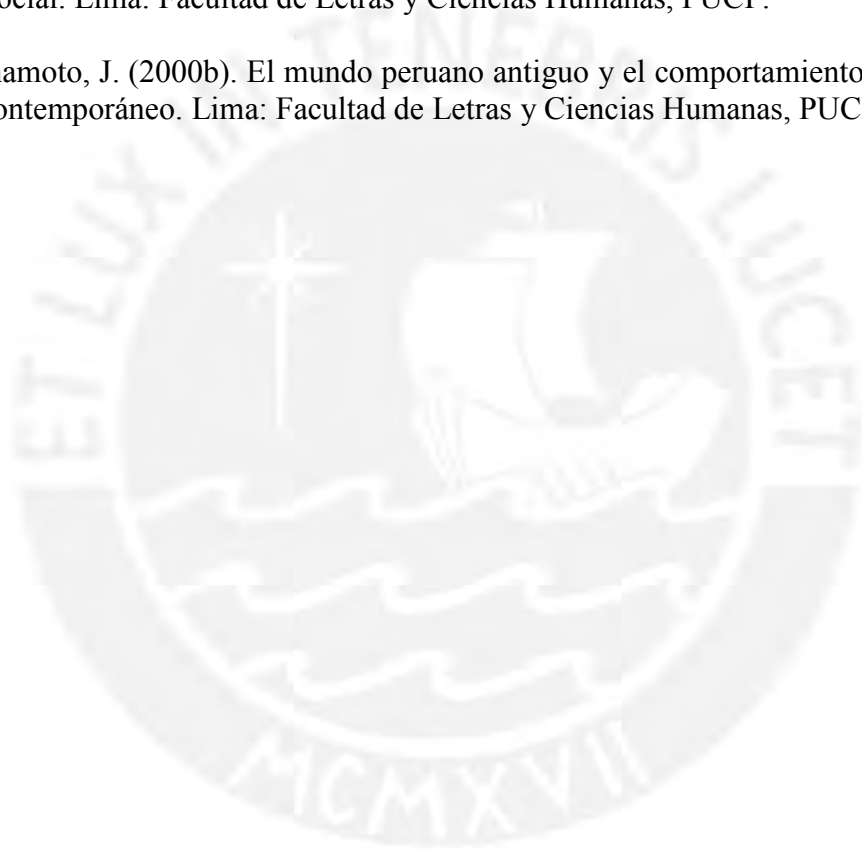 ocial. Lima: Facultad de Letras y Ciencias Humanas, PUCP.
namoto, J. (2000b). El mundo peruano antiguo y el comportamiento
ontemporáneo. Lima: Facultad de Letras y Ciencias Humanas, PUC
ET LUX IN TENEBRIS LUCET
MCMXVII